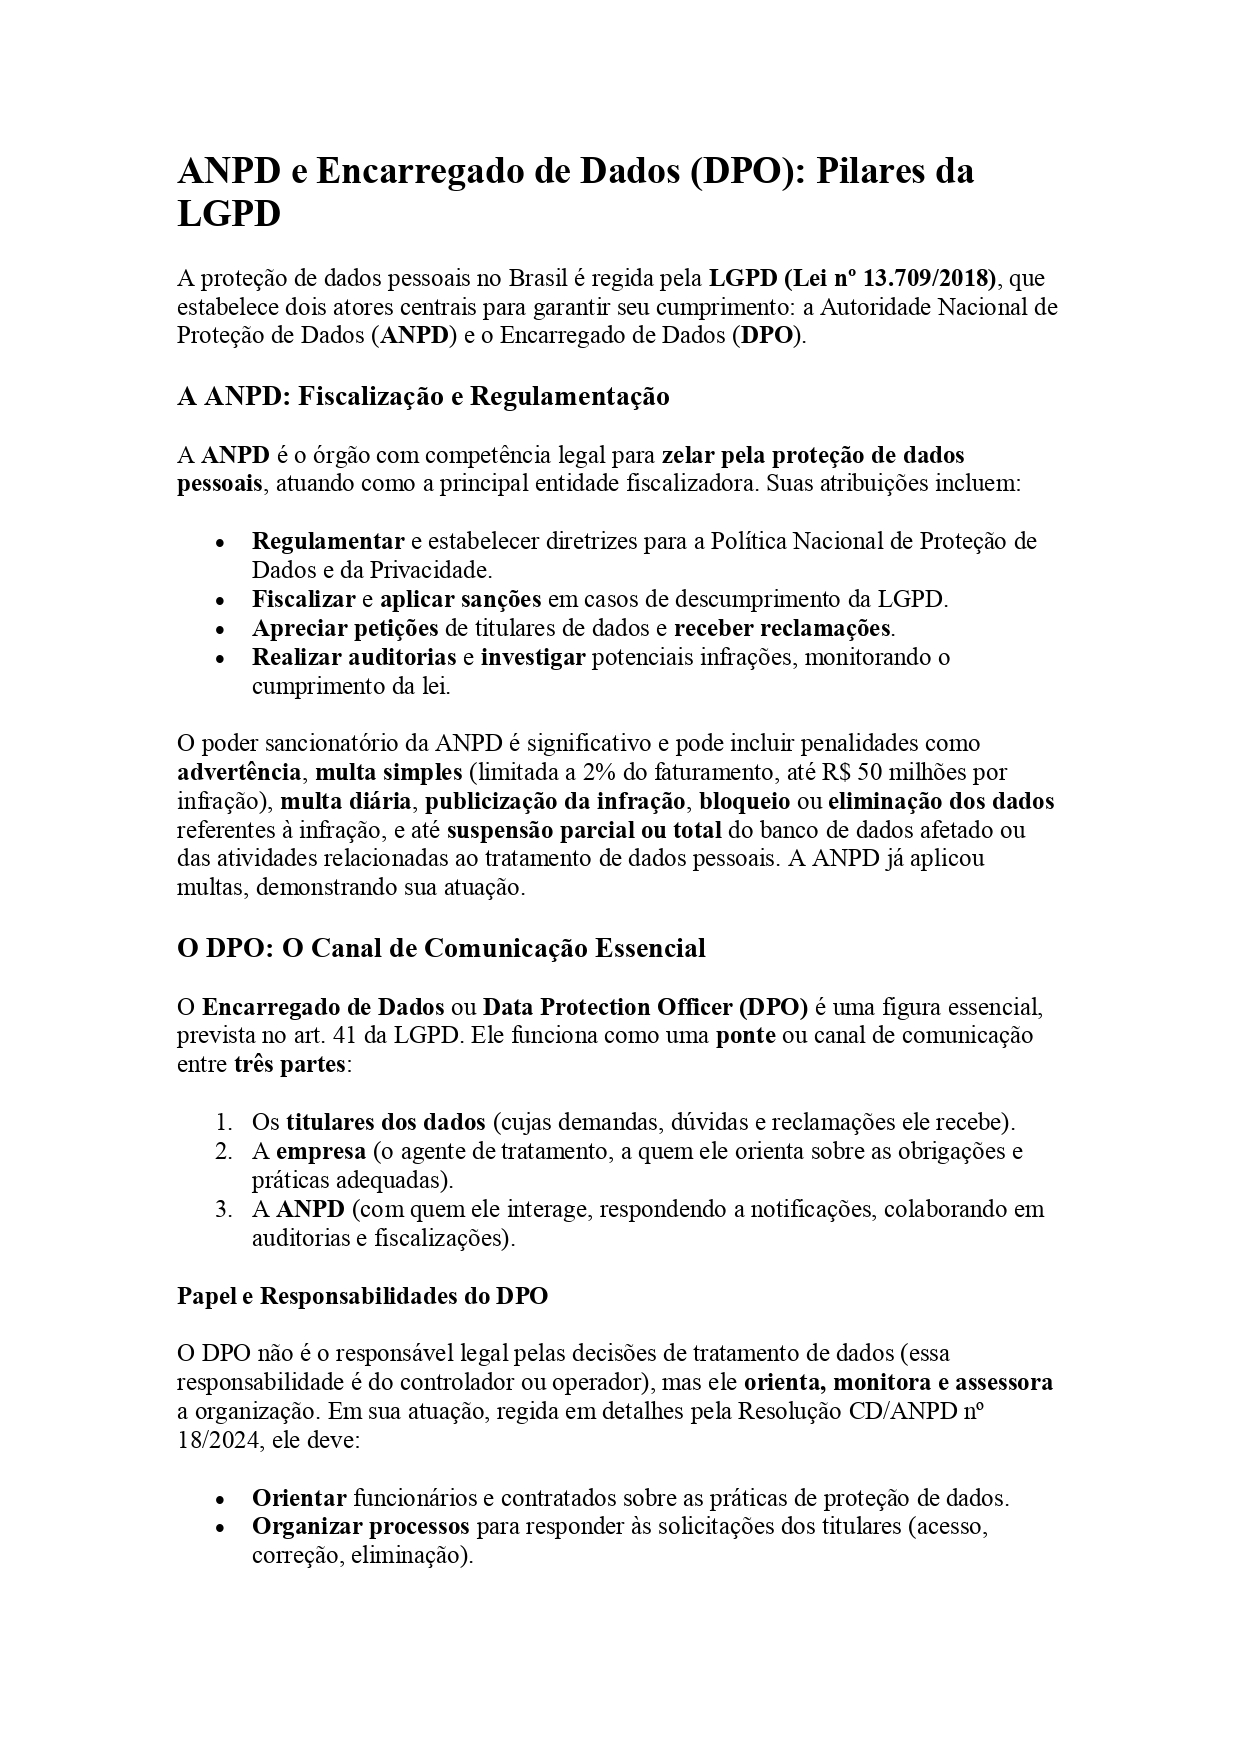 ANPD e Encarregado de Dados (DPO): Pilares da
LGPD
A proteção de dados pessoais no Brasil é regida pela LGPD (Lei nº 13.709/2018), que
estabelece dois atores centrais para garantir seu cumprimento: a Autoridade Nacional de
Proteção de Dados (ANPD) e o Encarregado de Dados (DPO).
A ANPD: Fiscalização e Regulamentação
A ANPD é o órgão com competência legal para zelar pela proteção de dados
pessoais, atuando como a principal entidade fiscalizadora. Suas atribuições incluem:
• Regulamentar e estabelecer diretrizes para a Política Nacional de Proteção de
Dados e da Privacidade.
• Fiscalizar e aplicar sanções em casos de descumprimento da LGPD.
• Apreciar petições de titulares de dados e receber reclamações.
• Realizar auditorias e investigar potenciais infrações, monitorando o
cumprimento da lei.
O poder sancionatório da ANPD é significativo e pode incluir penalidades como
advertência, multa simples (limitada a 2% do faturamento, até R$ 50 milhões por
infração), multa diária, publicização da infração, bloqueio ou eliminação dos dados
referentes à infração, e até suspensão parcial ou total do banco de dados afetado ou
das atividades relacionadas ao tratamento de dados pessoais. A ANPD já aplicou
multas, demonstrando sua atuação.
O DPO: O Canal de Comunicação Essencial
O Encarregado de Dados ou Data Protection Officer (DPO) é uma figura essencial,
prevista no art. 41 da LGPD. Ele funciona como uma ponte ou canal de comunicação
entre três partes:
1. Os titulares dos dados (cujas demandas, dúvidas e reclamações ele recebe).
2. A empresa (o agente de tratamento, a quem ele orienta sobre as obrigações e
práticas adequadas).
3. A ANPD (com quem ele interage, respondendo a notificações, colaborando em
auditorias e fiscalizações).
Papel e Responsabilidades do DPO
O DPO não é o responsável legal pelas decisões de tratamento de dados (essa
responsabilidade é do controlador ou operador), mas ele orienta, monitora e assessora
a organização. Em sua atuação, regida em detalhes pela Resolução CD/ANPD nº
18/2024, ele deve:
• Orientar funcionários e contratados sobre as práticas de proteção de dados.
• Organizar processos para responder às solicitações dos titulares (acesso,
correção, eliminação).